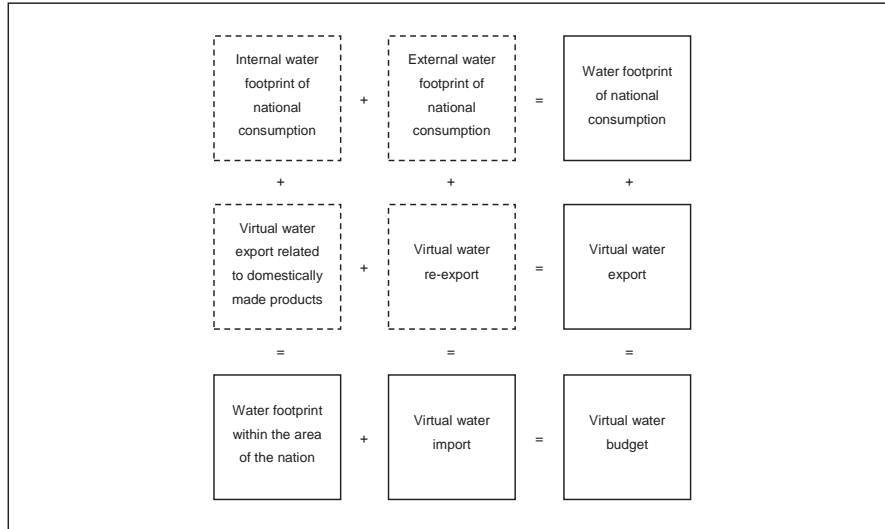 Internal water
footprint of
national
consumption
+
External water
footprint of
national
consumption
=
Water footprint
of national
consumption
+
+
+
Virtual water
export related
to domestically
made products
+
Virtual water
re-export
=
Virtual water
export
=
=
=
Water footprint
within the area
of the nation
+
Virtual water
import
=
Virtual water
budget